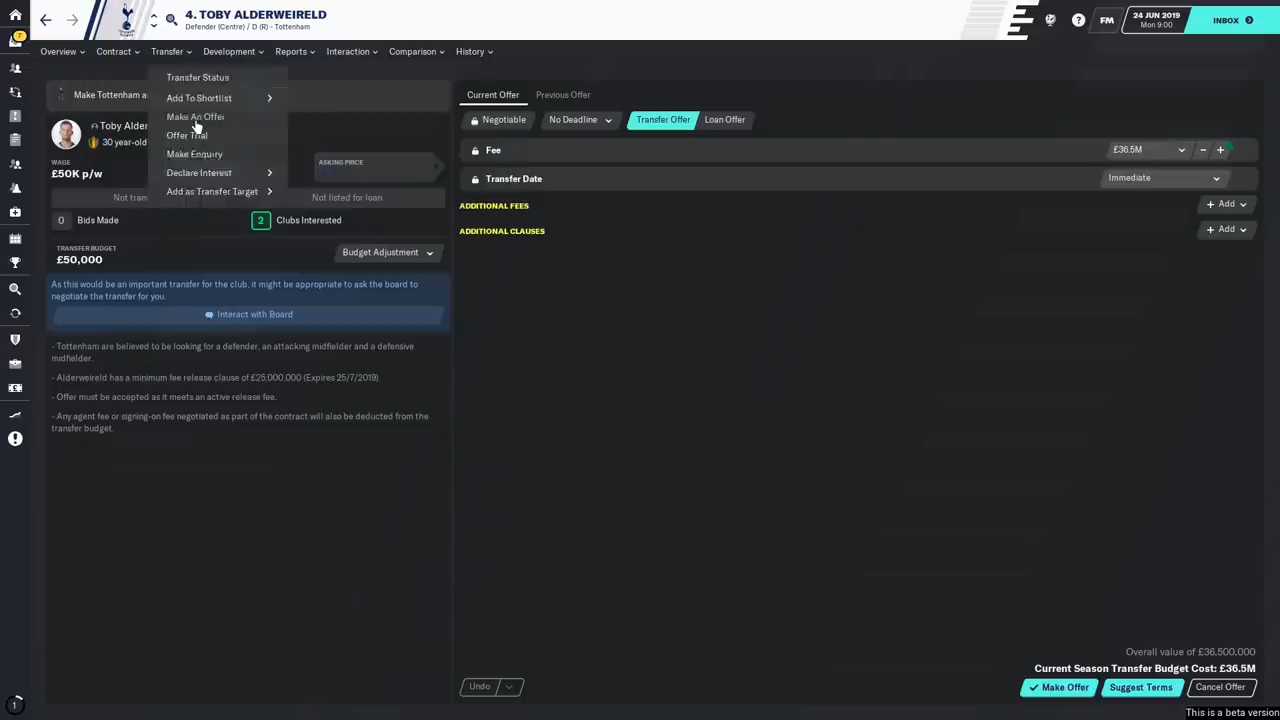 4. TOBY ALDERWEIRELD
Defender (Centre) / D (R) - Tottenham
FM
24 JUN 2019
Mon 9:00
INBOX
7
Overview
Contract
Transfer
Development
Reports
Interaction
Comparison
History
Transfer Status
Add To Shortlist
Make An Offer
Offer Trial
Make Enquiry
Declare Interest
Add as Transfer Target
Make Tottenham a
Toby Alder
30 year-old
WAGE
£50K p/w
ASKING PRICE
Not tran
Not listed for loan
0 Bids Made
2 Clubs Interested
TRANSFER BUDGET
£50,000
Budget Adjustment
As this would be an important transfer for the club, it might be appropriate to ask the board to
negotiate the transfer for you.
Interact with Board
- Tottenham are believed to be looking for a defender, an attacking midfielder and a defensive
midfielder.
- Alderweireld has a minimum fee release clause of £25,000,000 (Expires 25/7/2019).
- Offer must be accepted as it meets an active release fee.
- Any agent fee or signing-on fee negotiated as part of the contract will also be deducted from the
transfer budget.
Current Offer
Previous Offer
Negotiable
No Deadline
Transfer Offer
Loan Offer
Fee
£36.5M
Transfer Date
Immediate
ADDITIONAL FEES
Add
ADDITIONAL CLAUSES
Add
Overall value of £36,500,000
Current Season Transfer Budget Cost: £36.5M
Undo
Make Offer
Suggest Terms
Cancel Offer
1
This is a beta version